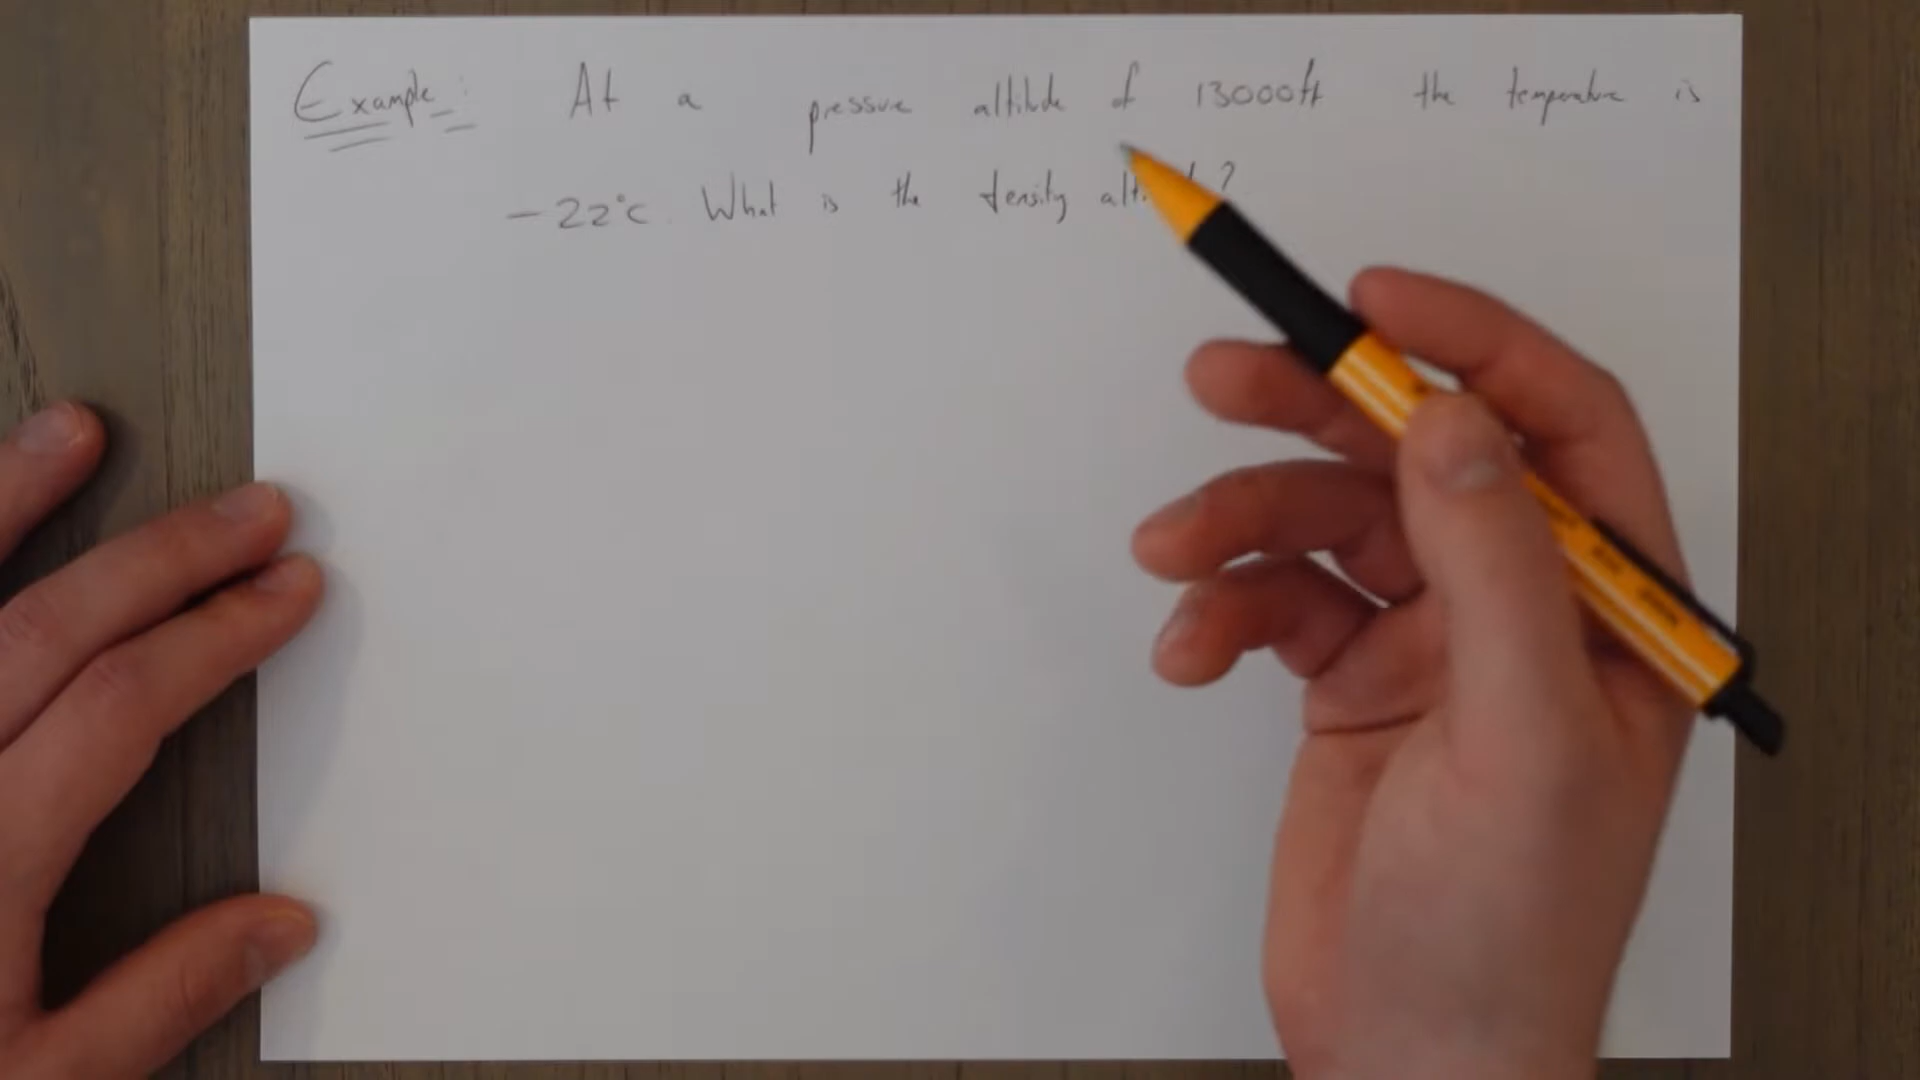 Example: At a pressure altitude of 13000ft the temperature is
-22°C. What is the density ?